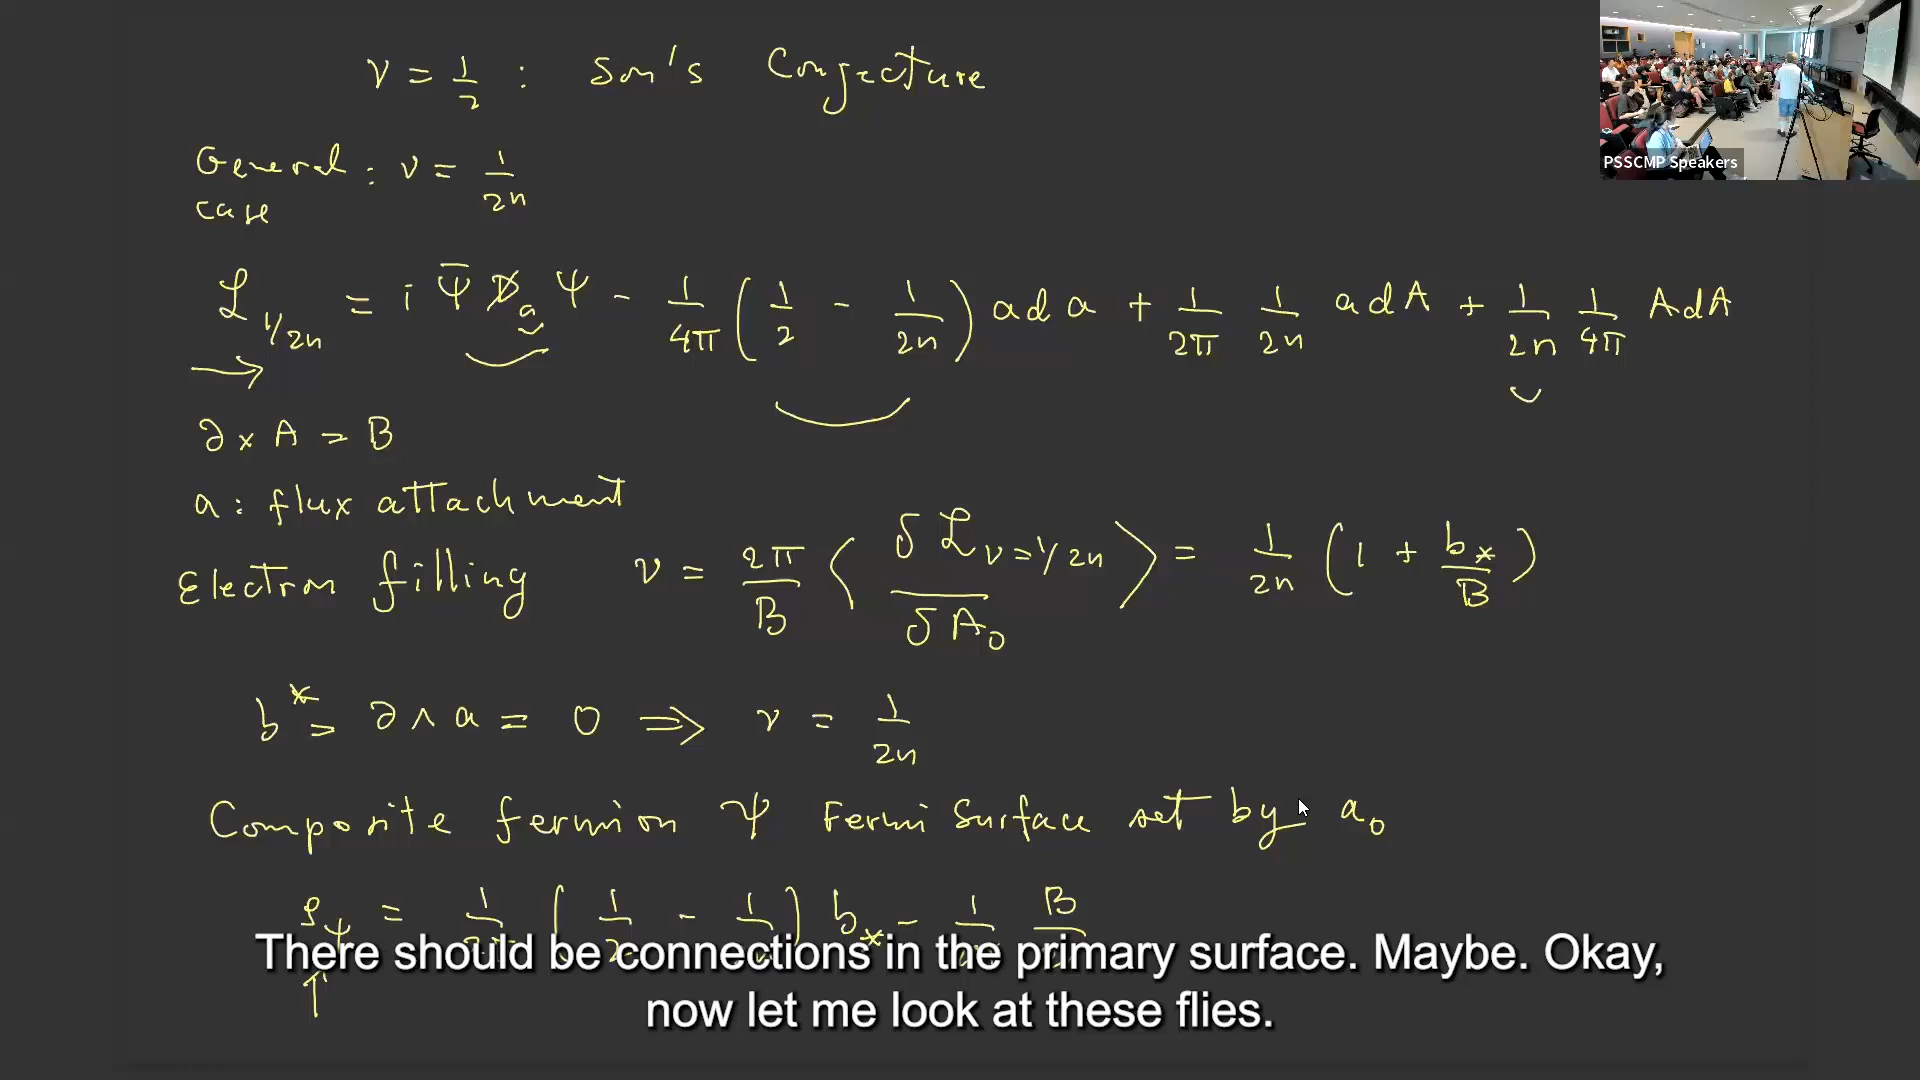 ν = 1/2 : Son's Conjecture
PSSCMP Speakers
General case : ν = 1/2n
ℒ_{1/2n} = i Ψ̄ D̸_a Ψ - 1/4π (1/2 - 1/2n) a d a + 1/2π 1/2n a d A + 1/2n 1/4π A d A
∂ × A = B
a : flux attachment
Electron filling ν = 2π/B ⟨ δℒ_{ν=1/2n} / δA_0 ⟩ = 1/2n (1 + b_*/B)
b^* = ∂ ∧ a = 0 ⟹ ν = 1/2n
Composite fermion Ψ Fermi Surface set by a_0
ρ_Ψ =
There should be connections in the primary surface. Maybe. Okay,
now let me look at these flies.